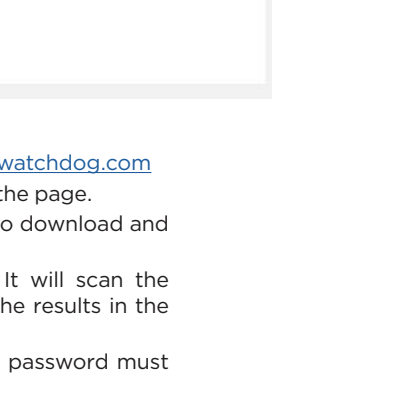 watchdog.com
the page.
o download and
It will scan the
he results in the
password must